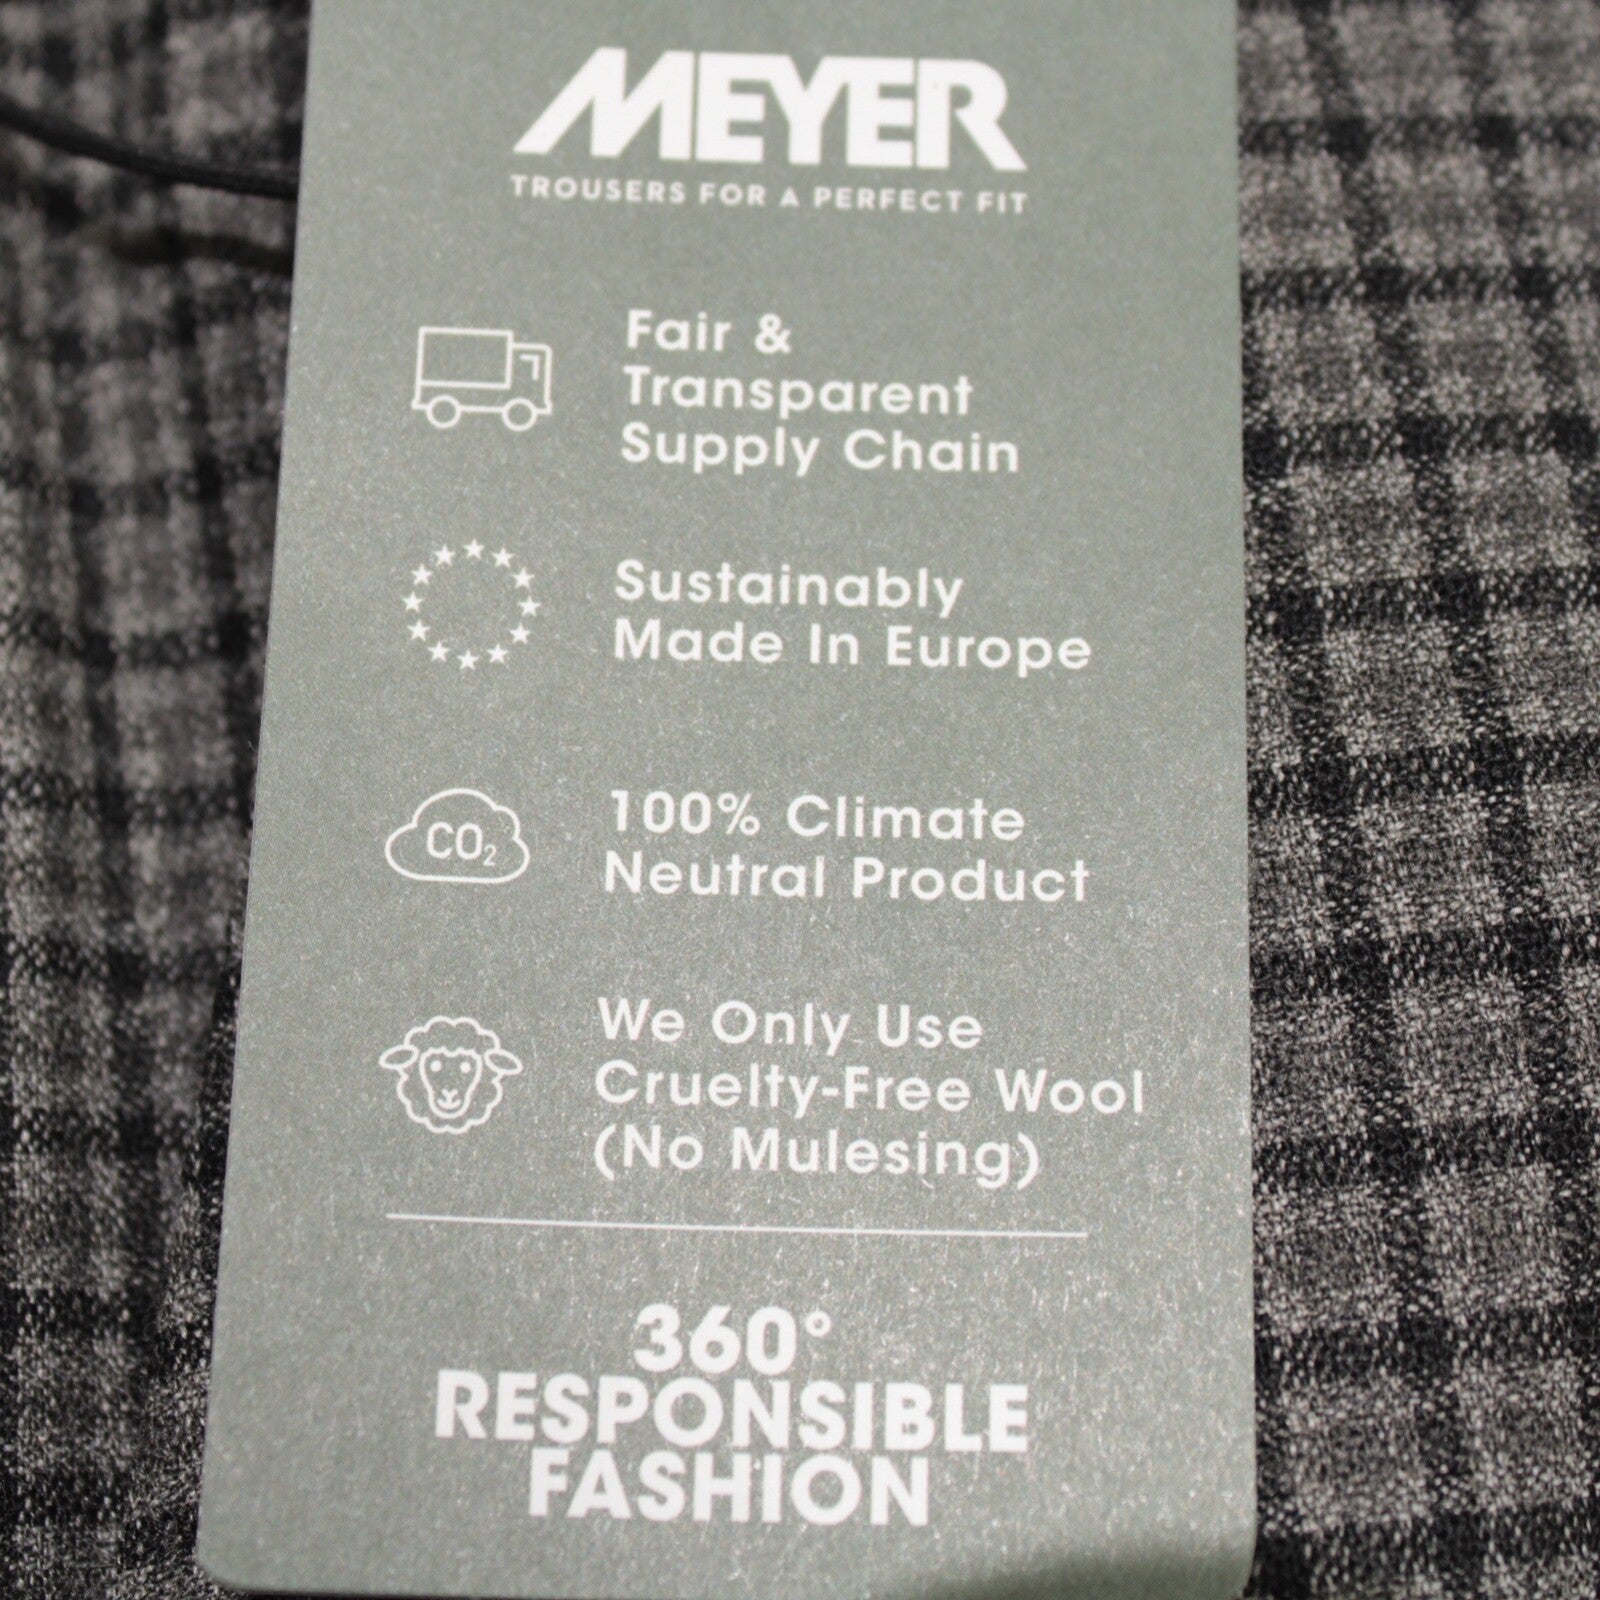 MEYER
TROUSERS FOR A PERFECT FIT
Fair &
Transparent
Supply Chain
Sustainably
Made In Europe
CO₂
100% Climate
Neutral Product
We Only Use
Cruelty-Free Wool
(No Mulesing)
360°
RESPONSIBLE
FASHION